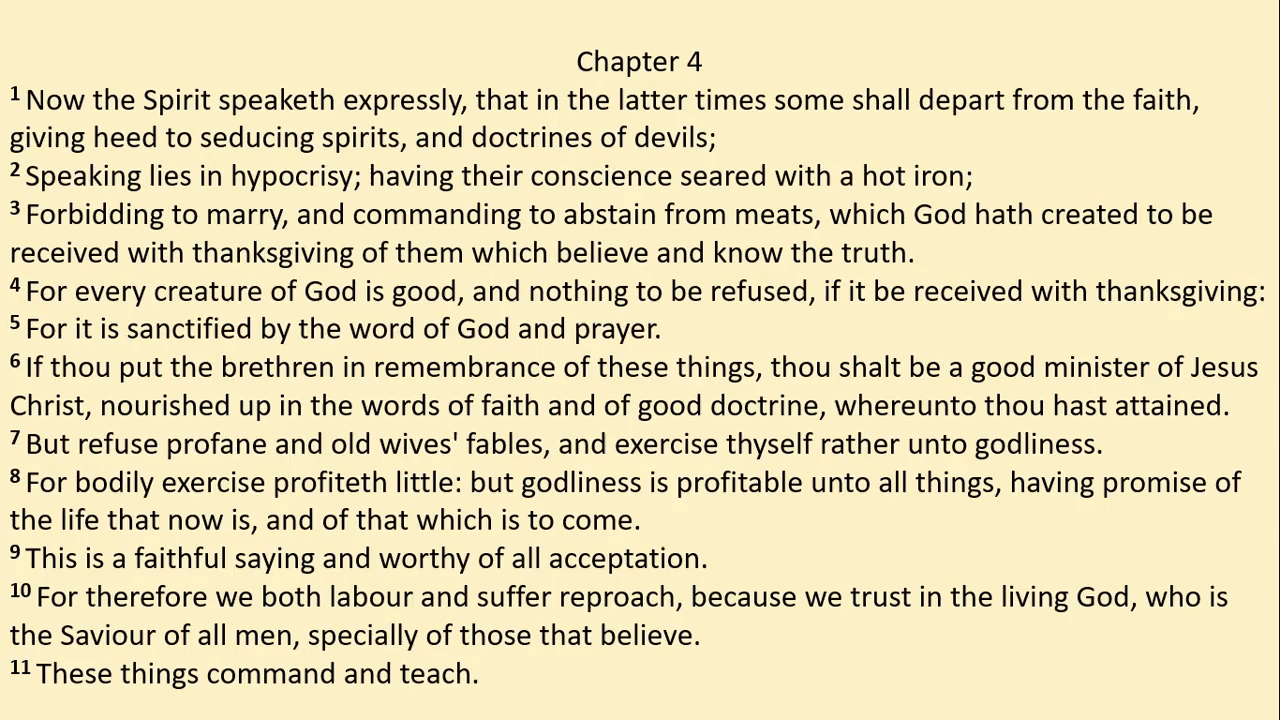 Chapter 4
1 Now the Spirit speaketh expressly, that in the latter times some shall depart from the faith,
giving heed to seducing spirits, and doctrines of devils;
2 Speaking lies in hypocrisy; having their conscience seared with a hot iron;
3 Forbidding to marry, and commanding to abstain from meats, which God hath created to be
received with thanksgiving of them which believe and know the truth.
4 For every creature of God is good, and nothing to be refused, if it be received with thanksgiving:
5 For it is sanctified by the word of God and prayer.
6 If thou put the brethren in remembrance of these things, thou shalt be a good minister of Jesus
Christ, nourished up in the words of faith and of good doctrine, whereunto thou hast attained.
7 But refuse profane and old wives' fables, and exercise thyself rather unto godliness.
8 For bodily exercise profiteth little: but godliness is profitable unto all things, having promise of
the life that now is, and of that which is to come.
9 This is a faithful saying and worthy of all acceptation.
10 For therefore we both labour and suffer reproach, because we trust in the living God, who is
the Saviour of all men, specially of those that believe.
11 These things command and teach.